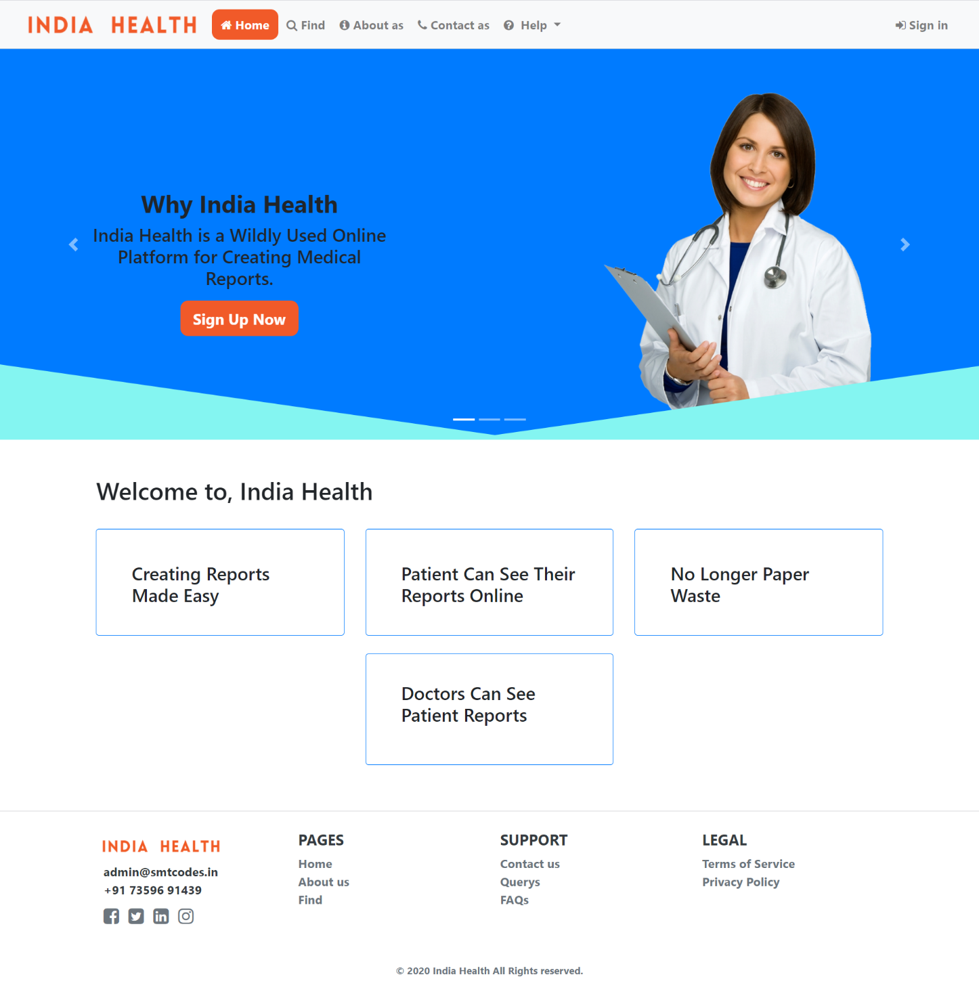 INDIA HEALTH
Home
Find
About as
Contact as
Help
Sign in
Why India Health
India Health is a Wildly Used Online
Platform for Creating Medical
Reports.
Sign Up Now
Welcome to, India Health
Creating Reports
Made Easy
Patient Can See Their
Reports Online
No Longer Paper
Waste
Doctors Can See
Patient Reports
INDIA HEALTH
admin@smtcodes.in
+91 73596 91439
PAGES
Home
About us
Find
SUPPORT
Contact us
Querys
FAQs
LEGAL
Terms of Service
Privacy Policy
© 2020 India Health All Rights reserved.